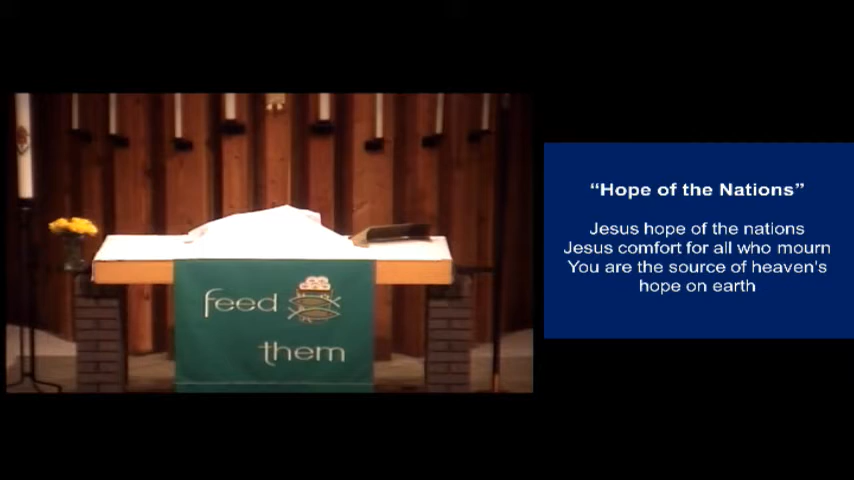 feed
them
“Hope of the Nations”
Jesus hope of the nations
Jesus comfort for all who mourn
You are the source of heaven's
hope on earth